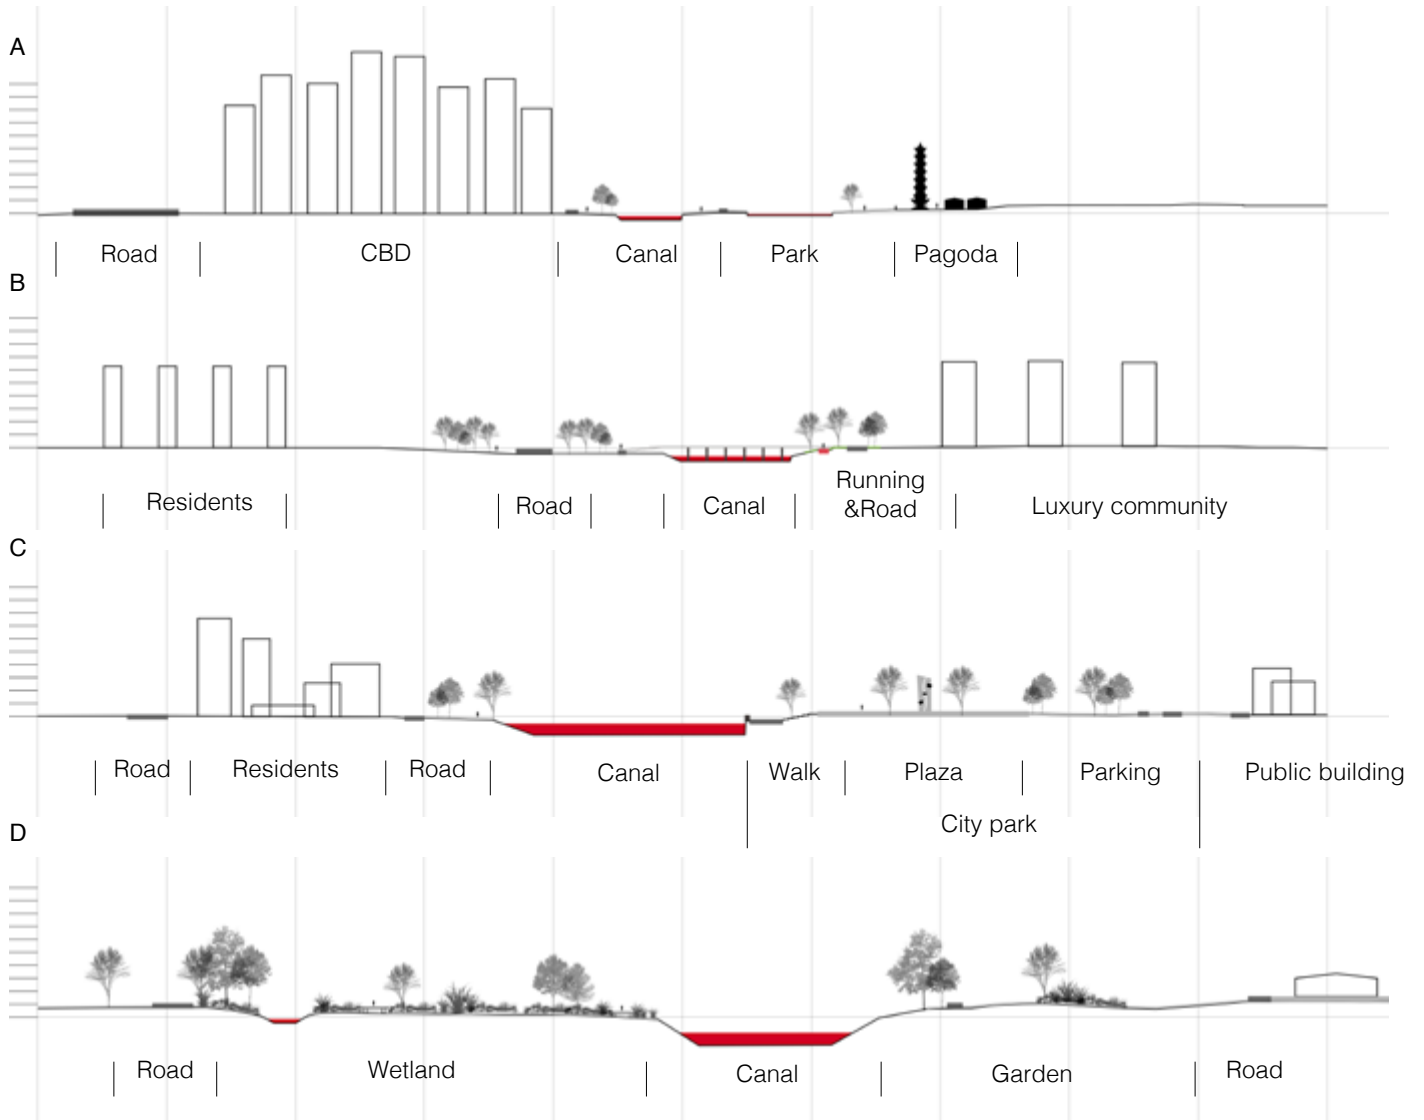 A
Road CBD Canal Park Pagoda
B
Residents Road Canal Running
&Road Luxury community
C
Road Residents Road Canal Walk Plaza Parking Public building
City park
D
Road Wetland Canal Garden Road